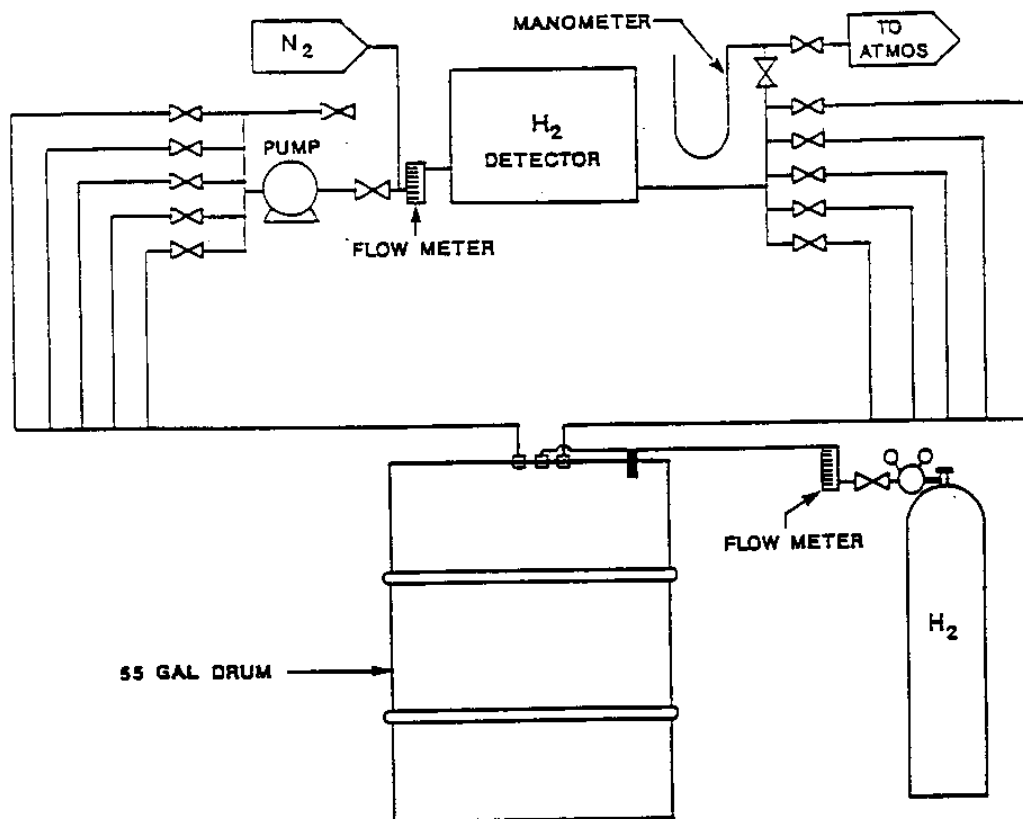 MANOMETER
TO
ATMOS
N2
H2
DETECTOR
PUMP
FLOW METER
FLOW METER
H2
55 GAL DRUM